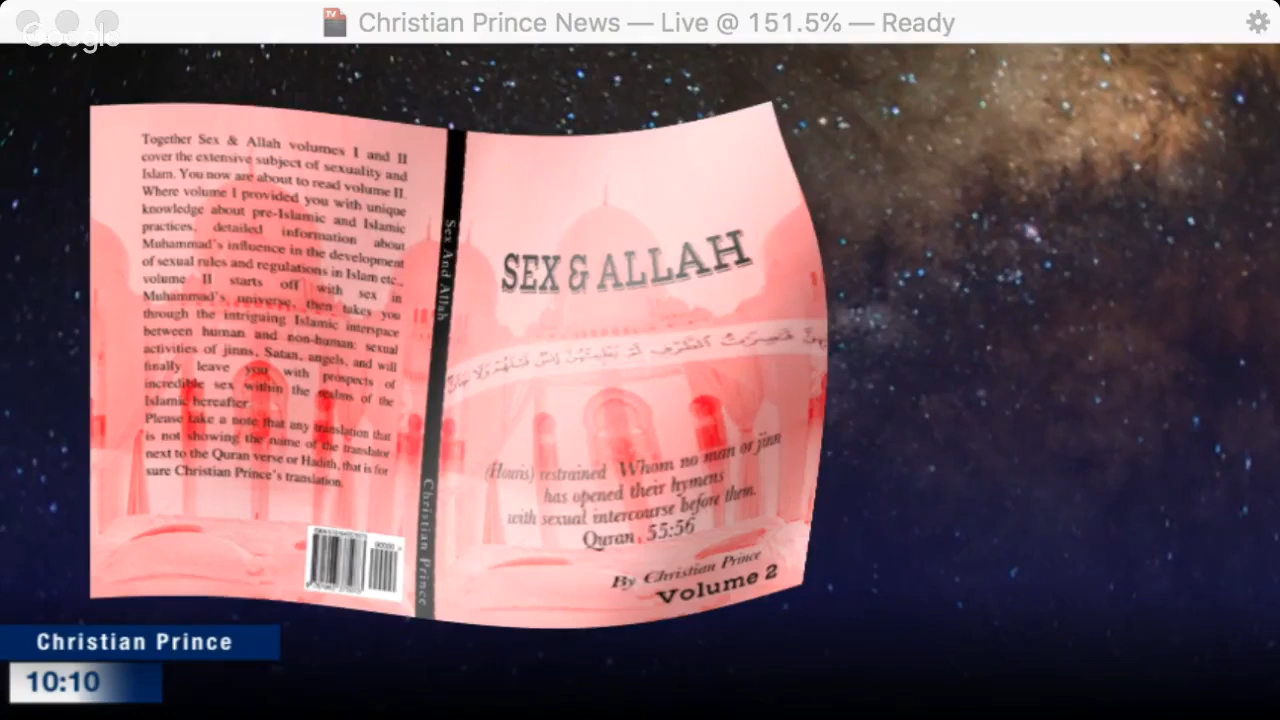 Christian Prince News — Live @ 151.5% — Ready
Google
Together Sex & Allah volumes I and II
cover the extensive subject of sexuality and
Islam. You now are about to read volume II.
Where volume I provided you with unique
knowledge about pre-Islamic and Islamic
practices, detailed information about
Muhammad's influence in the development
of sexual rules and regulations in Islam etc.,
volume II starts off with sex in
Muhammad's universe, then takes you
through the intriguing Islamic interspace
between human and non-human: sexual
activities of jinns, Satan, angels, and will
finally leave you with prospects of
incredible sex within the realms of the
Islamic hereafter.
Please take a note that any translation that
is not showing the name of the translator
next to the Quran verse or Hadith, that is for
sure Christian Prince's translation.
90000
Sex And Allah
Christian Prince
SEX & ALLAH
قَٰصِرَٰتُ ٱلطَّرْفِ لَمْ يَطْمِثْهُنَّ إِنسٌ قَبْلَهُمْ وَلَا جَآنٌّ
(Houris) restrained Whom no man or jinn
has opened their hymens
with sexual intercourse before them.
Quran, 55:56
By Christian Prince
Volume 2
Christian Prince
10:10